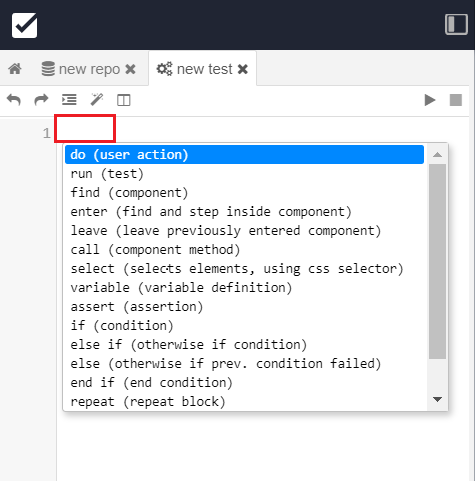 new repo
new test
1
do (user action)
run (test)
find (component)
enter (find and step inside component)
leave (leave previously entered component)
call (component method)
select (selects elements, using css selector)
variable (variable definition)
assert (assertion)
if (condition)
else if (otherwise if condition)
else (otherwise if prev. condition failed)
end if (end condition)
repeat (repeat block)